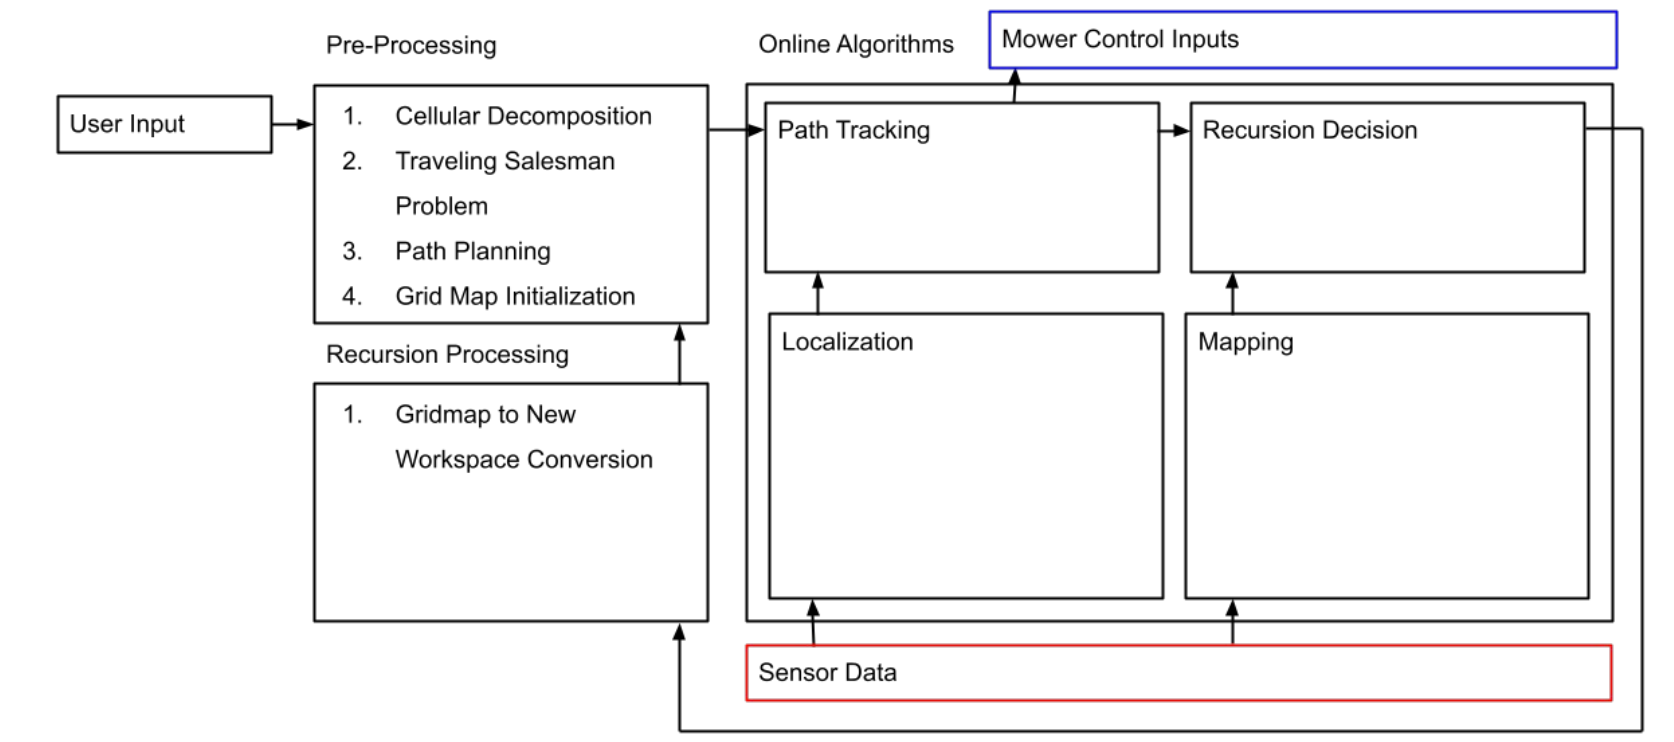 Pre-Processing
Online Algorithms
Mower Control Inputs
User Input
1. Cellular Decomposition
2. Traveling Salesman
Problem
3. Path Planning
4. Grid Map Initialization
Path Tracking
Recursion Decision
Recursion Processing
1. Gridmap to New
Workspace Conversion
Localization
Mapping
Sensor Data